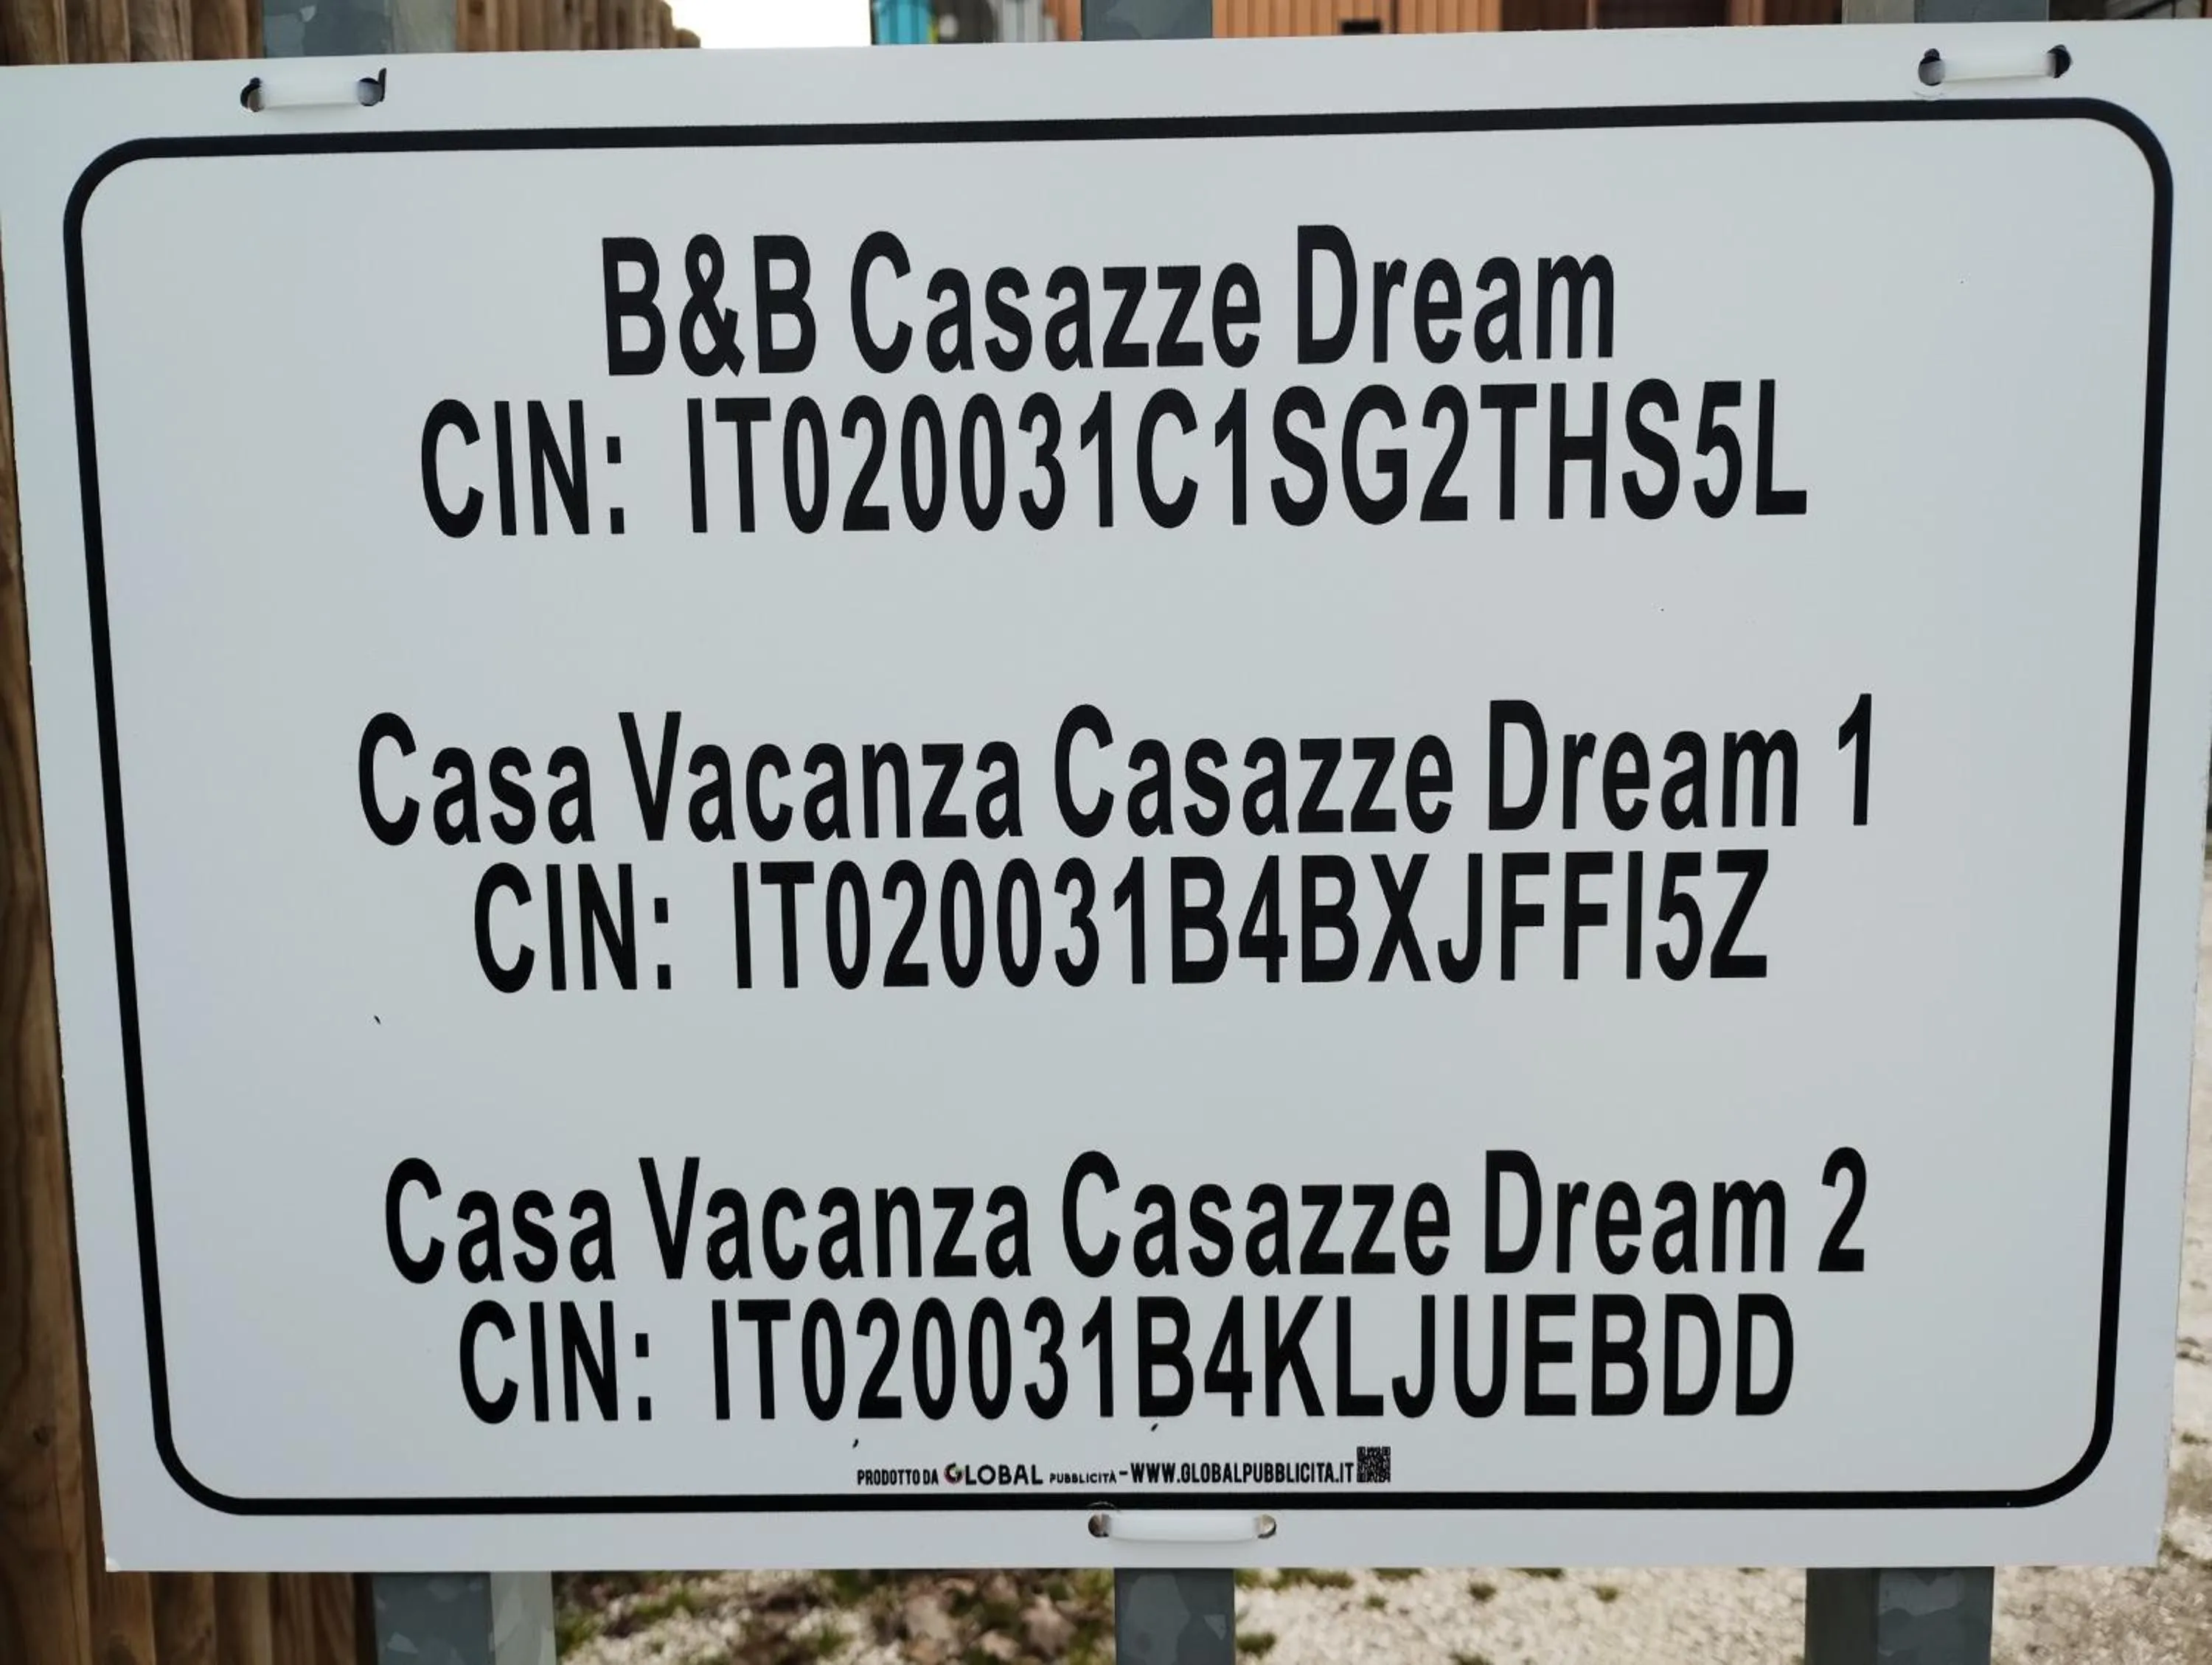 B&B Casazze Dream
CIN: IT020031C1SG2THS5L
Casa Vacanza Casazze Dream 1
CIN: IT020031B4BXJFFI5Z
Casa Vacanza Casazze Dream 2
CIN: IT020031B4KLJUEBDD
PRODOTTO DA GLOBAL PUBBLICITÀ - WWW.GLOBALPUBBLICITA.IT